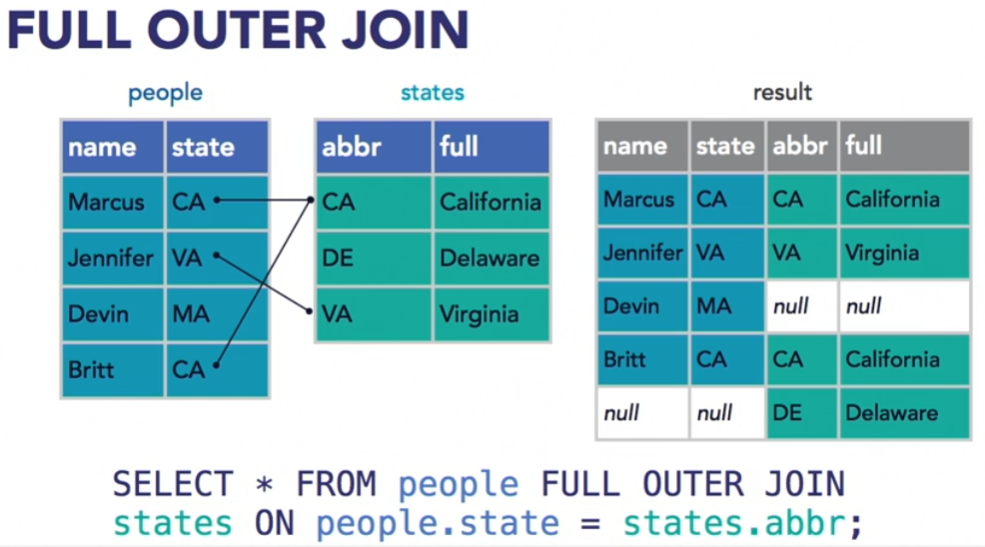 FULL OUTER JOIN
people
name state
Marcus CA
Jennifer VA
Devin MA
Britt CA
states
abbr full
CA California
DE Delaware
VA Virginia
result
name state abbr full
Marcus CA CA California
Jennifer VA VA Virginia
Devin MA null null
Britt CA CA California
null null DE Delaware
SELECT * FROM people FULL OUTER JOIN
states ON people.state = states.abbr;